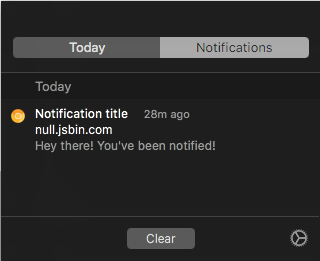 Today Notifications
Today
Notification title 28m ago
null.jsbin.com
Hey there! You've been notified!
Clear